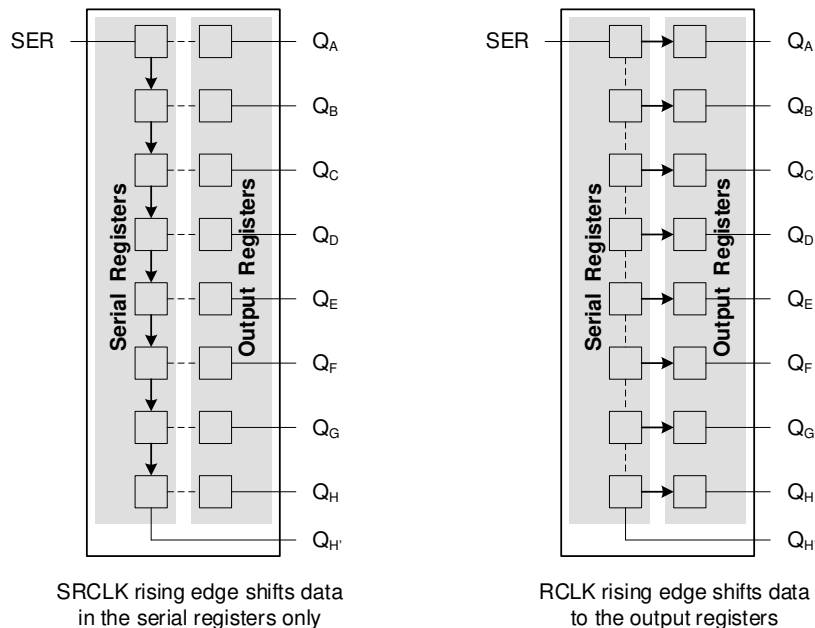 SER
Q_A
Q_B
Q_C
Q_D
Q_E
Q_F
Q_G
Q_H
Q_H'
Serial Registers
Output Registers
SRCLK rising edge shifts data
in the serial registers only
SER
Q_A
Q_B
Q_C
Q_D
Q_E
Q_F
Q_G
Q_H
Q_H'
Serial Registers
Output Registers
RCLK rising edge shifts data
to the output registers